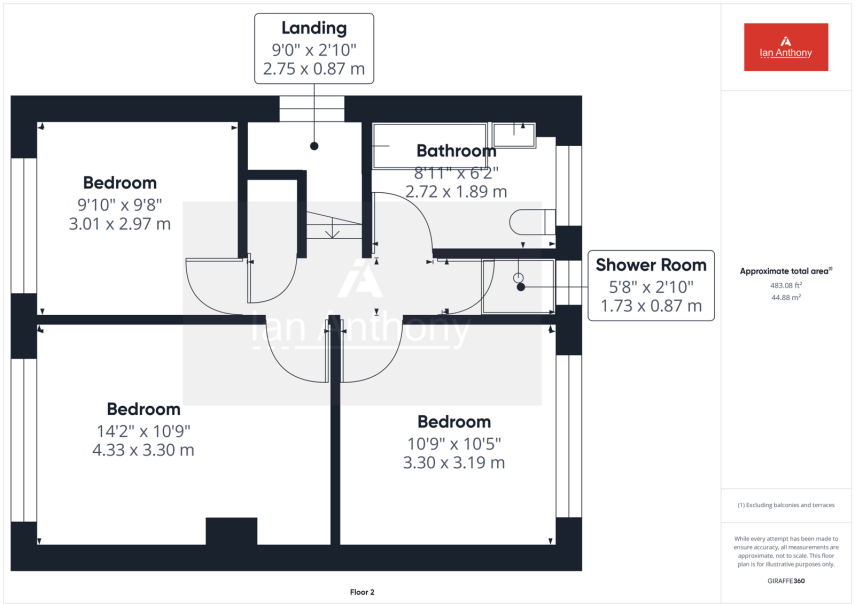 Landing
9'0" x 2'10"
2.75 x 0.87 m
Bedroom
9'10" x 9'8"
3.01 x 2.97 m
Bathroom
8'11" x 6'2"
2.72 x 1.89 m
Shower Room
5'8" x 2'10"
1.73 x 0.87 m
Ian Anthony
Bedroom
14'2" x 10'9"
4.33 x 3.30 m
Bedroom
10'9" x 10'5"
3.30 x 3.19 m
Floor 2
Ian Anthony
Approximate total area⁽¹⁾
483.08 ft²
44.88 m²
(1) Excluding balconies and terraces
While every attempt has been made to
ensure accuracy, all measurements are
approximate, not to scale. This floor
plan is for illustrative purposes only.
GIRAFFE360